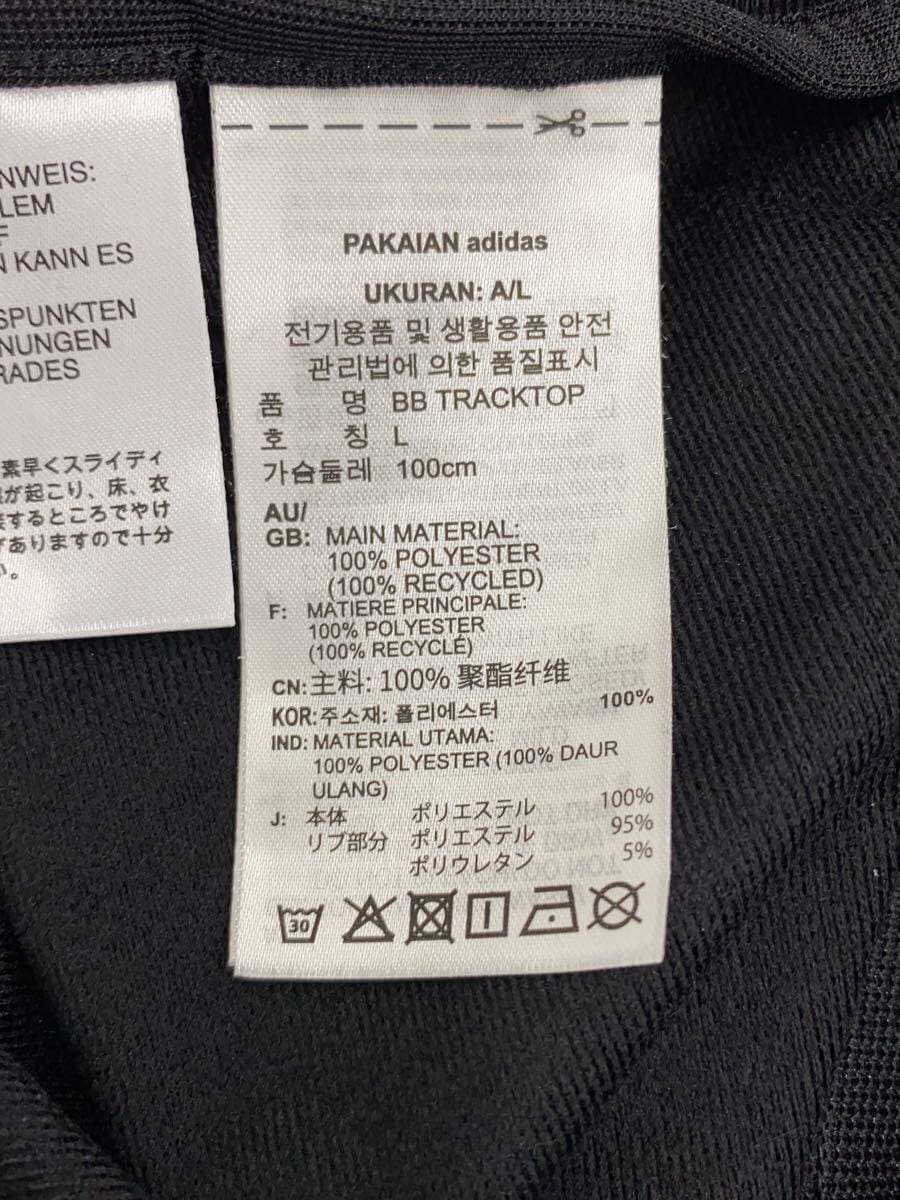 NWEIS:
LEM
F
N KANN ES
SPUNKTEN
NUNGEN
RADES
素早くスライディ
が起こり、床、衣
するところでやけ
がありますので十分
い。
PAKAIAN adidas
UKURAN: A/L
전기용품 및 생활용품 안전
관리법에 의한 품질표시
품 명 BB TRACKTOP
호 칭 L
가슴둘레 100cm
AU/
GB: MAIN MATERIAL:
100% POLYESTER
(100% RECYCLED)
F: MATIERE PRINCIPALE:
100% POLYESTER
(100% RECYCLÉ)
CN: 主料: 100% 聚酯纤维
KOR: 주소재: 폴리에스터 100%
IND: MATERIAL UTAMA:
100% POLYESTER (100% DAUR
ULANG)
J: 本体 ポリエステル 100%
リブ部分 ポリエステル 95%
ポリウレタン 5%
30